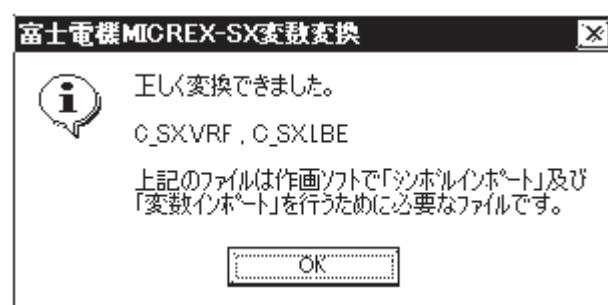 富士電機MICREX-SX変数変換
正しく変換できました。
C_SX.VRF , C_SX.LBE
上記のファイルは作画ソフトで「シンボルインポート」及び
「変数インポート」を行うために必要なファイルです。
OK